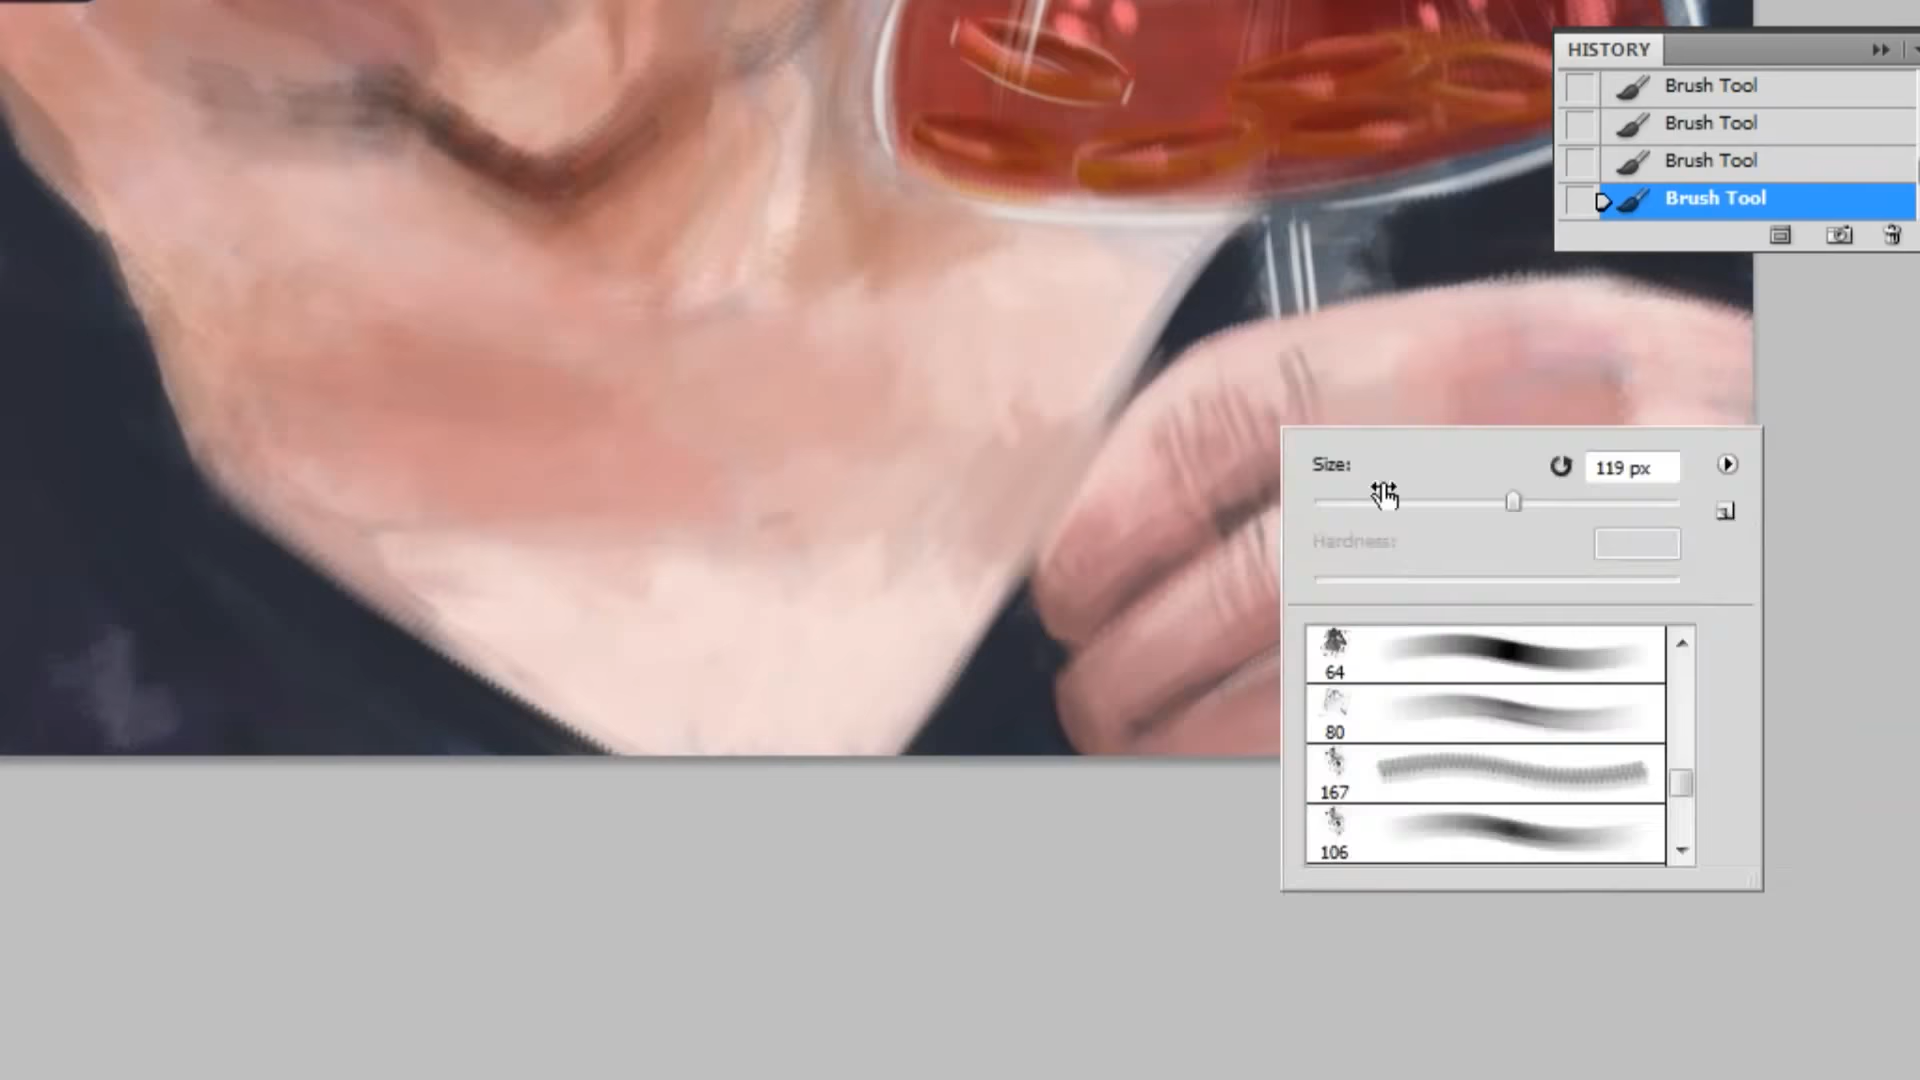 HISTORY
Brush Tool
Brush Tool
Brush Tool
Brush Tool
Size:
119 px
Hardness:
64
80
167
106